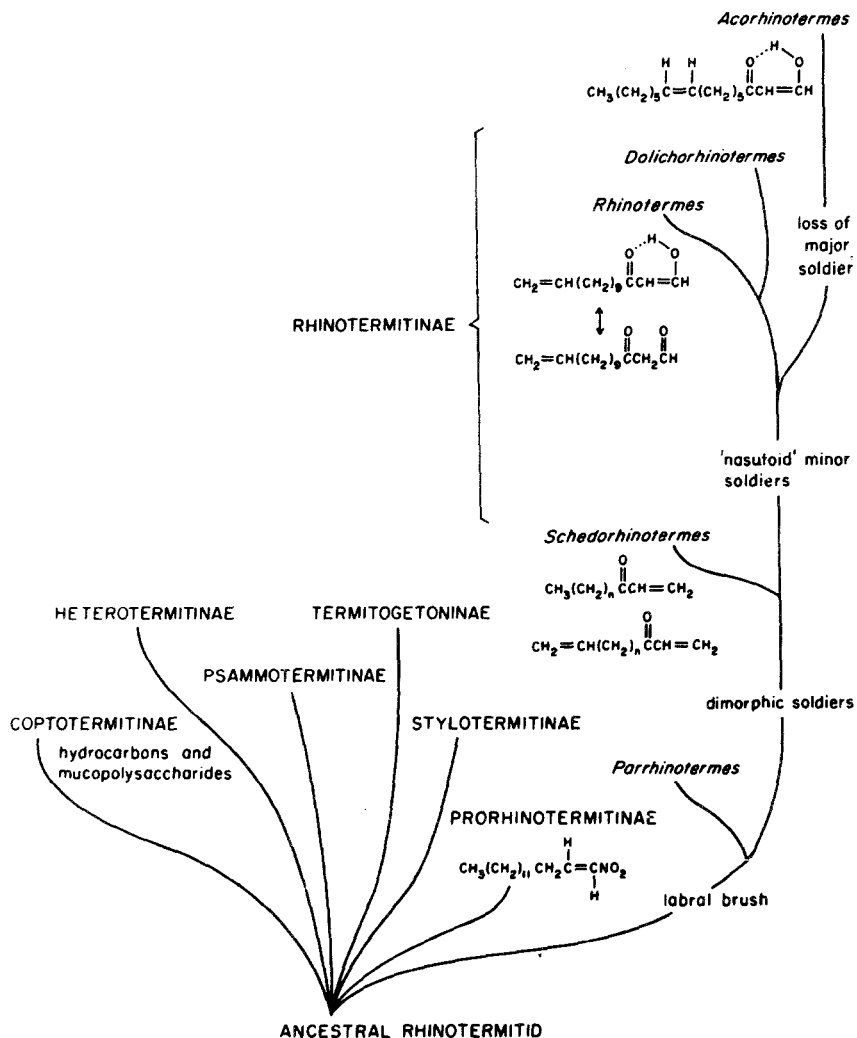 Acorhinotermes
H H O H O
CH3(CH2)5C=C(CH2)5CCH=CH
Dolichorhinotermes
Rhinotermes
loss of
major
soldier
H
O O
CH2=CH(CH2)9CCH=CH
RHINOTERMITINAE
O O
CH2=CH(CH2)9CCH2CH
'nasutoid' minor
soldiers
Schedorhinotermes
O
CH3(CH2)nCCH=CH2
O
CH2=CH(CH2)nCCH=CH2
HETEROTERMITINAE
TERMITOGETONINAE
PSAMMOTERMITINAE
dimorphic soldiers
COPTOTERMITINAE
STYLOTERMITINAE
hydrocarbons and
mucopolysaccharides
Parrhinotermes
PRORHINOTERMITINAE
H
CH3(CH2)11 CH2C=CNO2
H
labral brush
ANCESTRAL RHINOTERMITID